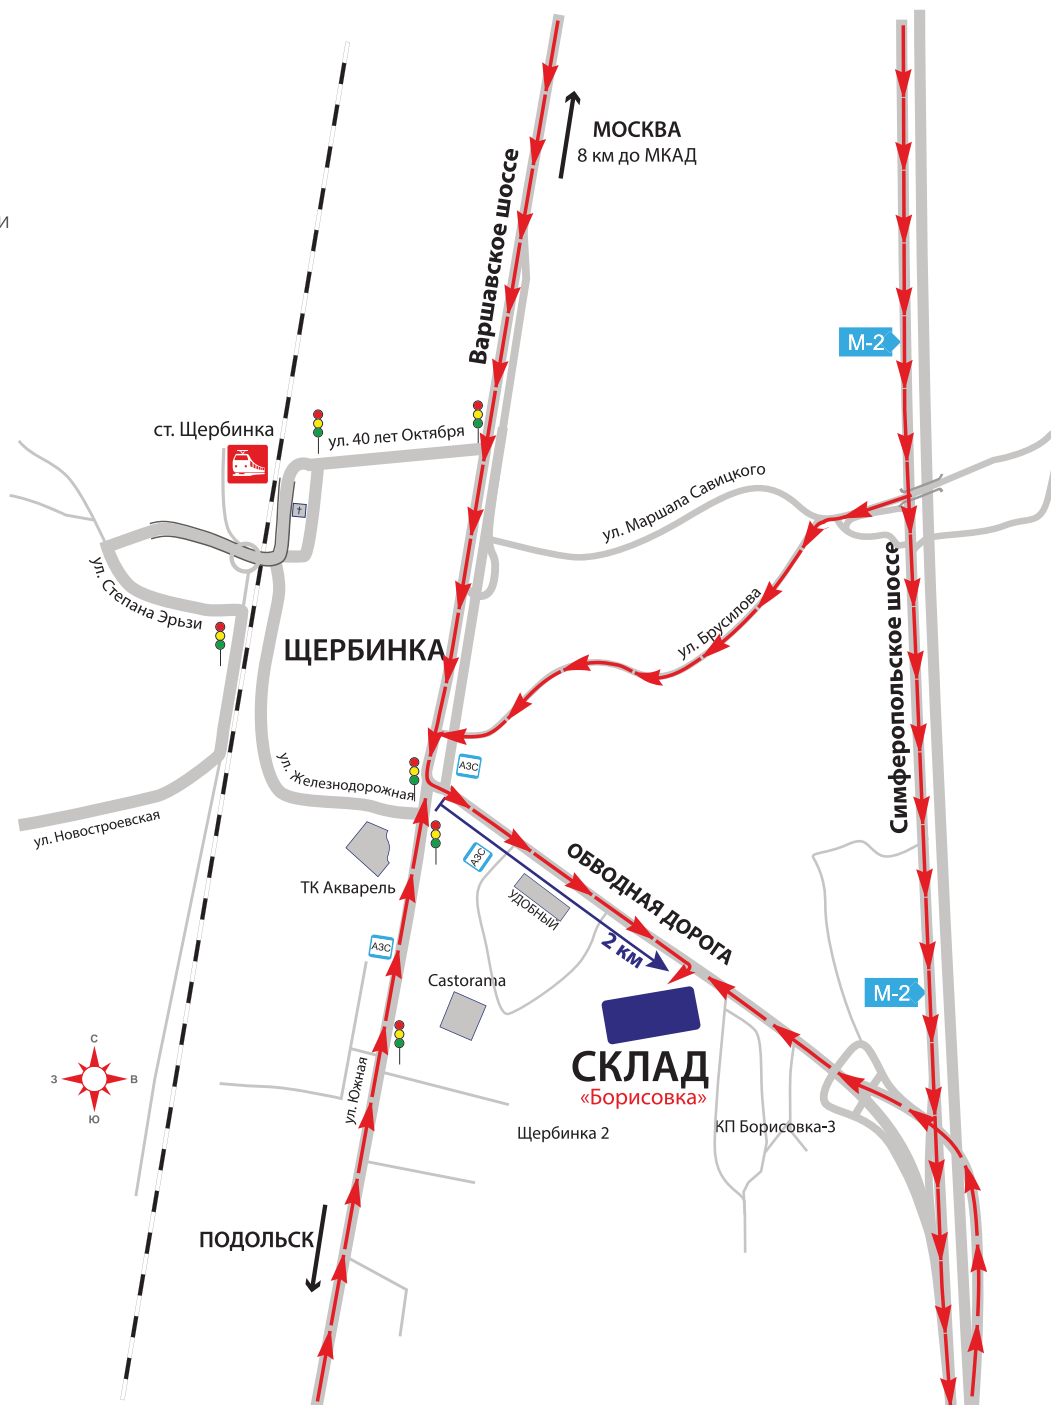 МОСКВА
8 км до МКАД
И
Варшавское шоссе
М-2
ст. Щербинка
ул. 40 лет Октября
ул. Маршала Савицкого
ул. Степана Эрьзи
ул. Брусилова
ЩЕРБИНКА
Симферопольское шоссе
ул. Железнодорожная
АЗС
ул. Новостроевская
АЗС
ОБВОДНАЯ ДОРОГА
ТК Акварель
УДОБНЫЙ
2 км
АЗС
Castorama
М-2
С
З
В
Ю
СКЛАД
«Борисовка»
ул. Южная
Щербинка 2
КП Борисовка-3
ПОДОЛЬСК